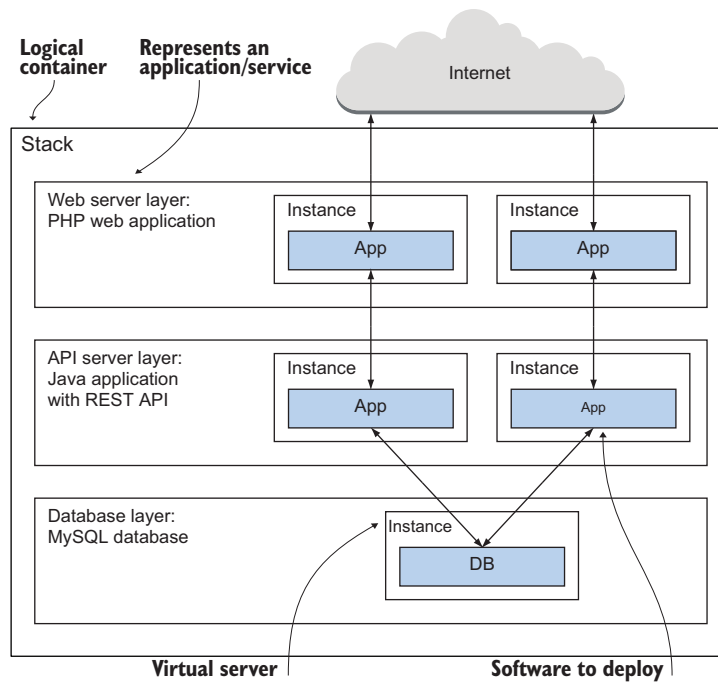 Logical
container
Represents an
application/service
Internet
Stack
Web server layer:
PHP web application
Instance
App
Instance
App
API server layer:
Java application
with REST API
Instance
App
Instance
App
Database layer:
MySQL database
Instance
DB
Virtual server
Software to deploy